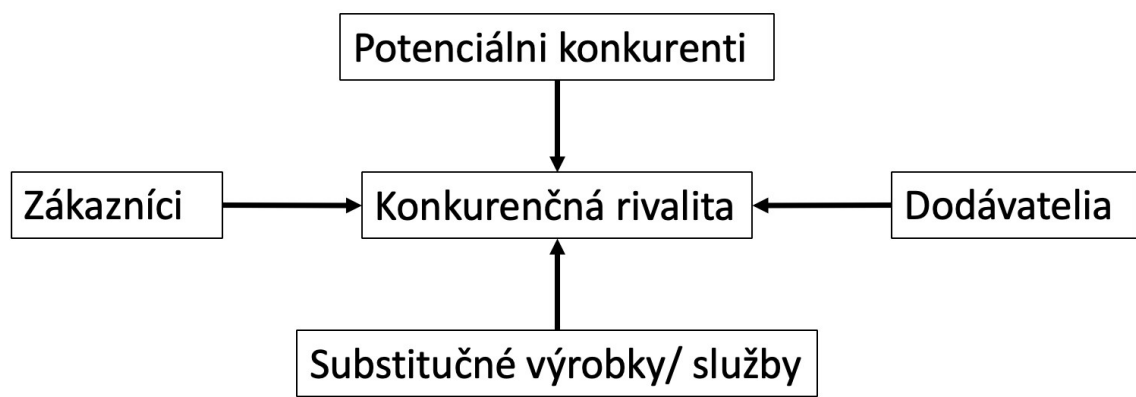 Potenciálni konkurenti
Zákazníci
Konkurenčná rivalita
Dodávatelia
Substitučné výrobky/ služby